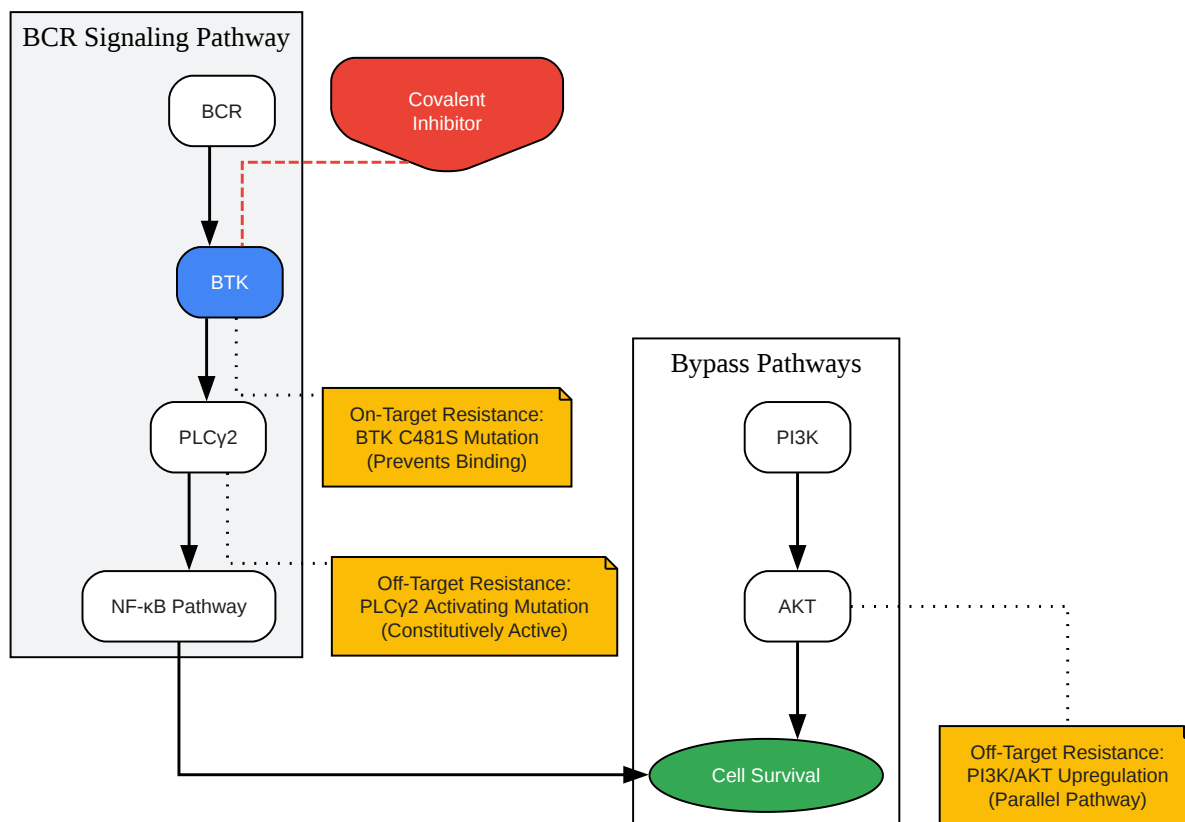 BCR Signaling Pathway
BCR
Covalent
Inhibitor
BTK
On-Target Resistance:
BTK C481S Mutation
(Prevents Binding)
PLCγ2
Off-Target Resistance:
PLCγ2 Activating Mutation
(Constitutively Active)
NF-κB Pathway
Bypass Pathways
PI3K
AKT
Cell Survival
Off-Target Resistance:
PI3K/AKT Upregulation
(Parallel Pathway)